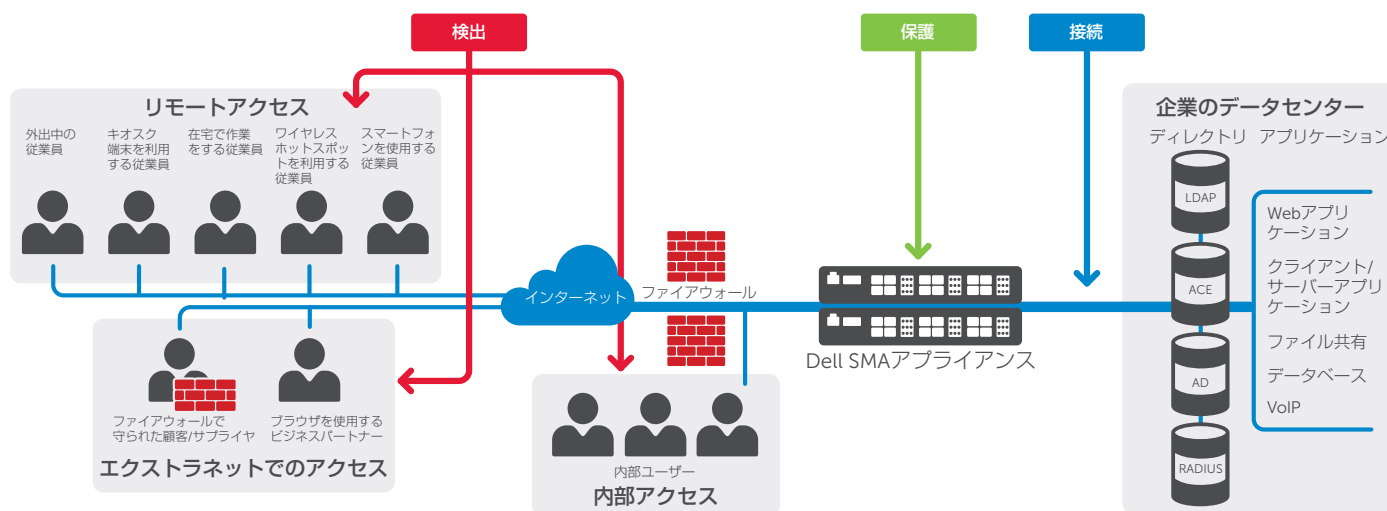 検出
保護
接続
リモートアクセス
外出中の
従業員
キオスク
端末を利用
する従業員
在宅で作業
をする従業員
ワイヤレス
ホットスポッ
トを利用する
従業員
スマートフォ
ンを使用する
従業員
インターネット
ファイアウォール
Dell SMAアプライアンス
ファイアウォールで
守られた顧客/サプライヤ
ブラウザを使用する
ビジネスパートナー
エクストラネットでのアクセス
内部ユーザー
内部アクセス
企業のデータセンター
ディレクトリ
アプリケーション
LDAP
ACE
AD
RADIUS
Webアプリ
ケーション
クライアント/
サーバーアプリ
ケーション
ファイル共有
データベース
VoIP